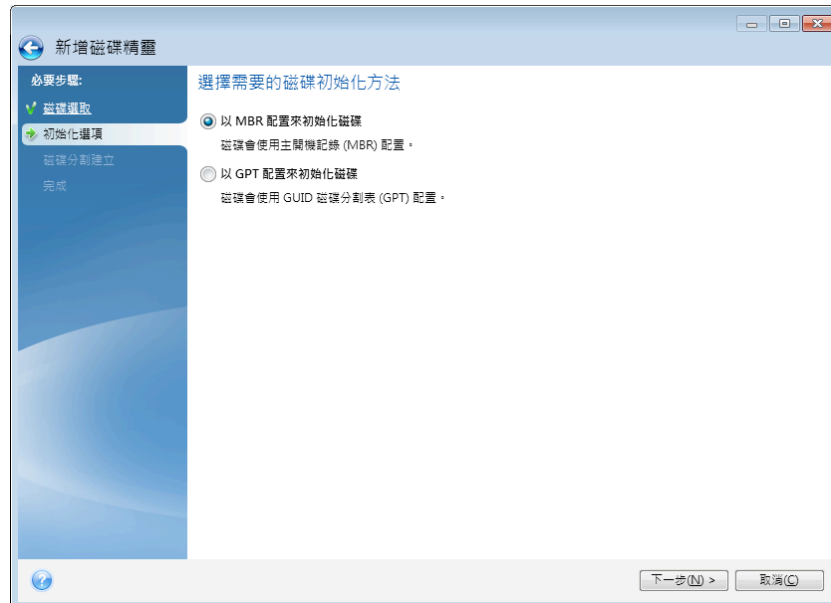 新增磁碟精靈
必要步驟:
磁碟選取
初始化選項
磁碟分割建立
完成
選擇需要的磁碟初始化方法
以 MBR 配置來初始化磁碟
磁碟會使用主開機記錄 (MBR) 配置。
以 GPT 配置來初始化磁碟
磁碟會使用 GUID 磁碟分割表 (GPT) 配置。
下一步(N) >
取消(C)